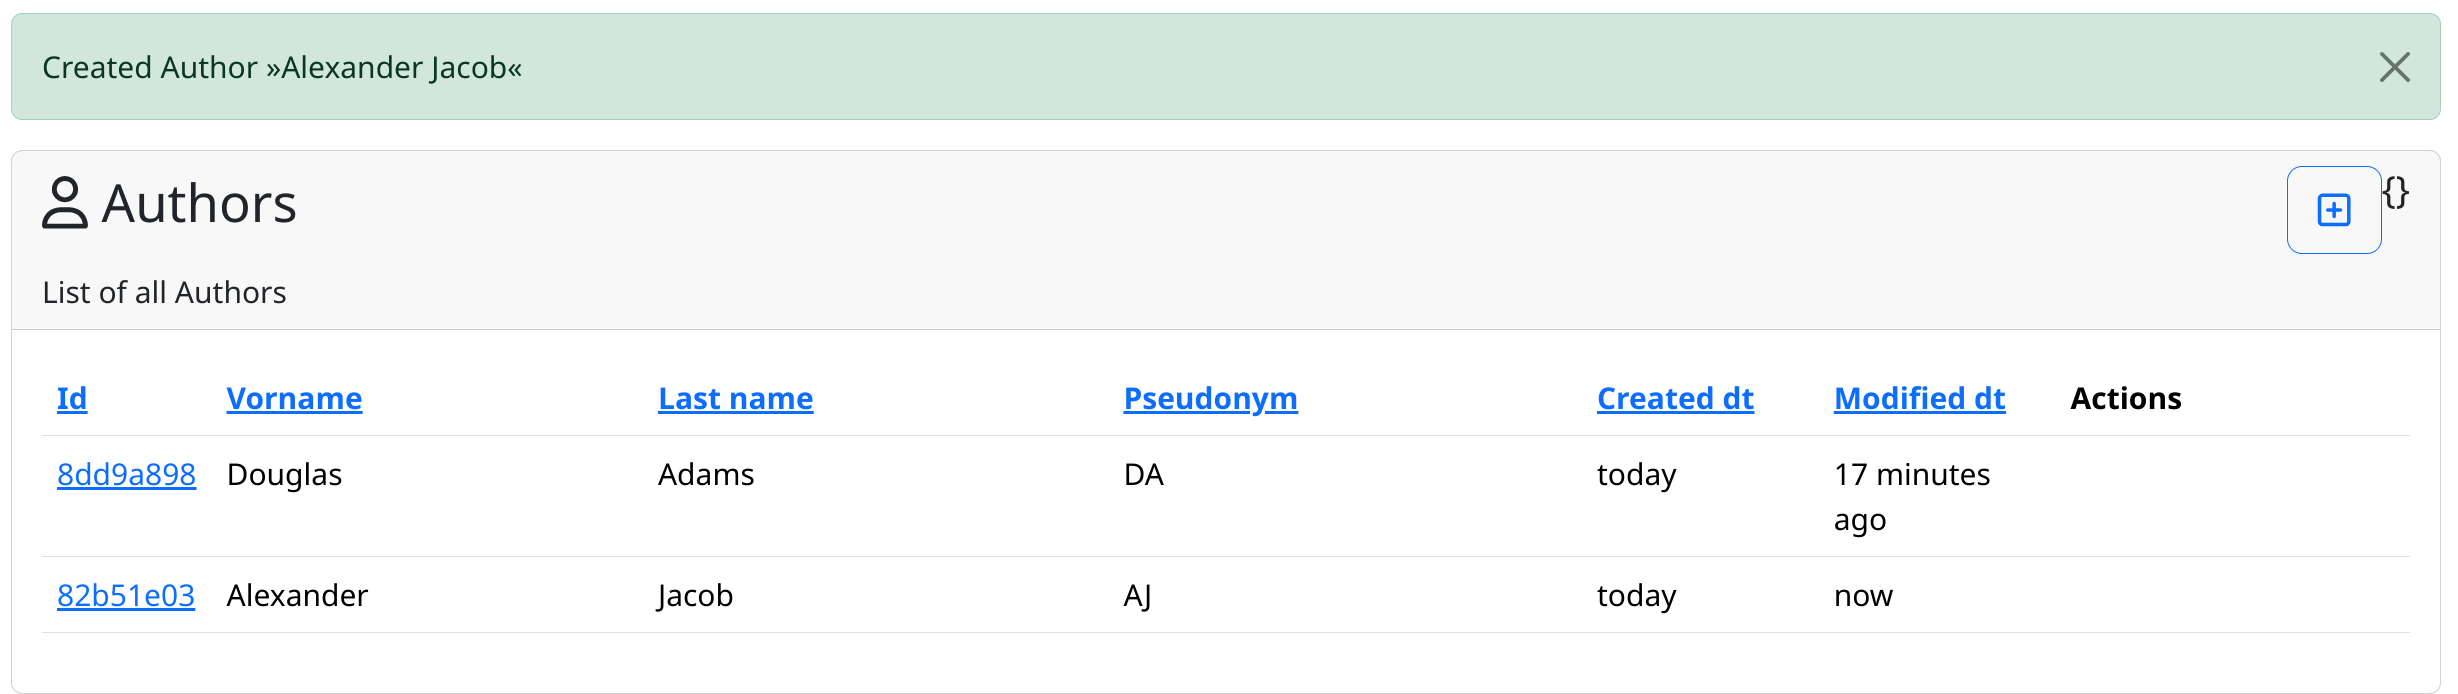 Created Author »Alexander Jacob«
Authors
{}
List of all Authors
Id Vorname Last name Pseudonym Created dt Modified dt Actions
8dd9a898 Douglas Adams DA today 17 minutes
ago
82b51e03 Alexander Jacob AJ today now